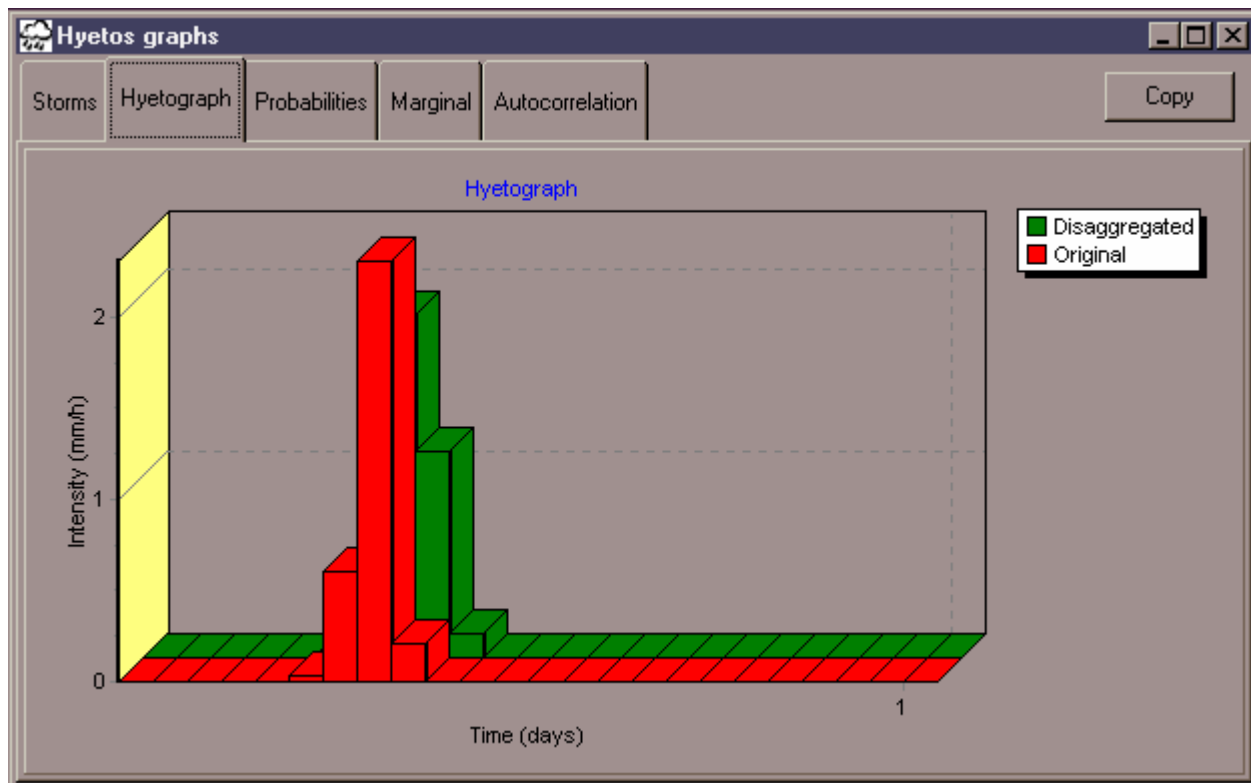 Hyetos graphs
Storms Hyetograph Probabilities Marginal Autocorrelation Copy
Hyetograph
Disaggregated
Original
2
1
0
Intensity (mm/h)
1
Time (days)